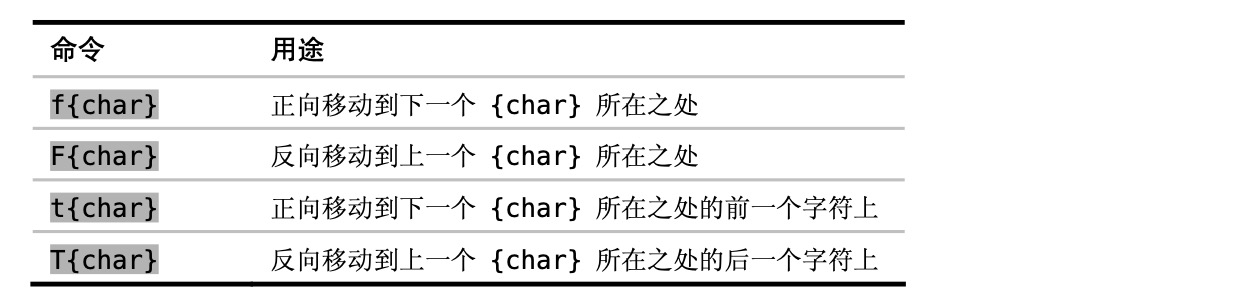 命令 用途
f{char} 正向移动到下一个 {char} 所在之处
F{char} 反向移动到上一个 {char} 所在之处
t{char} 正向移动到下一个 {char} 所在之处的前一个字符上
T{char} 反向移动到上一个 {char} 所在之处的后一个字符上